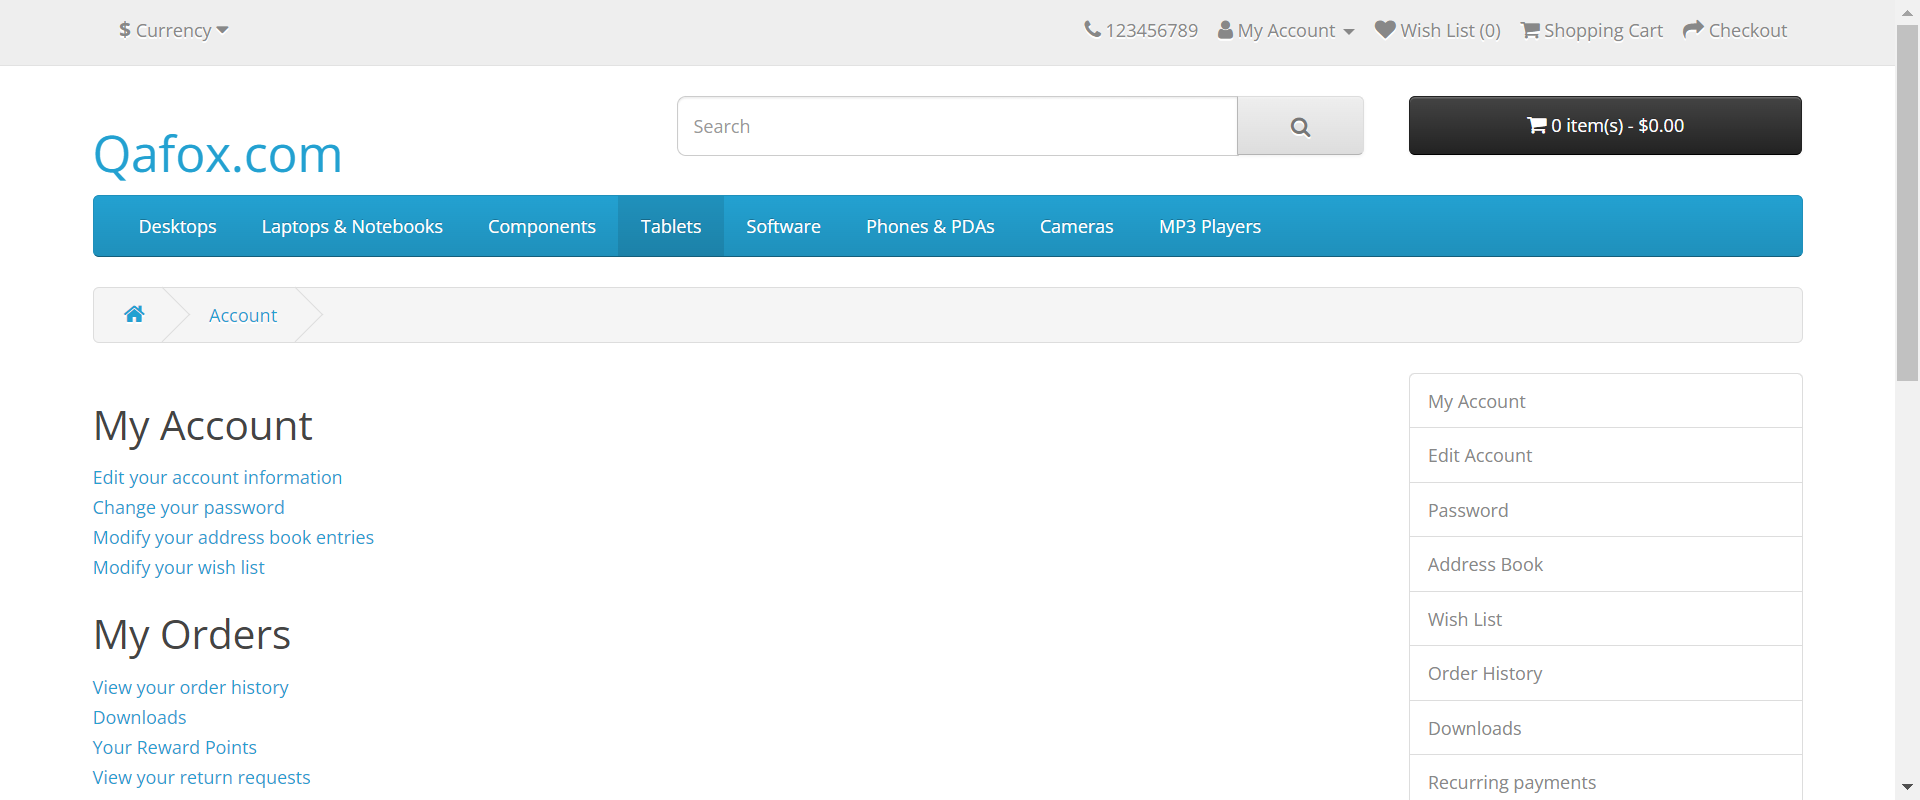 $ Currency
123456789 My Account Wish List (0) Shopping Cart Checkout
Qafox.com
Search
0 item(s) - $0.00
Desktops Laptops & Notebooks Components Tablets Software Phones & PDAs Cameras MP3 Players
Account
My Account
Edit your account information
Change your password
Modify your address book entries
Modify your wish list
My Orders
View your order history
Downloads
Your Reward Points
View your return requests
My Account
Edit Account
Password
Address Book
Wish List
Order History
Downloads
Recurring payments